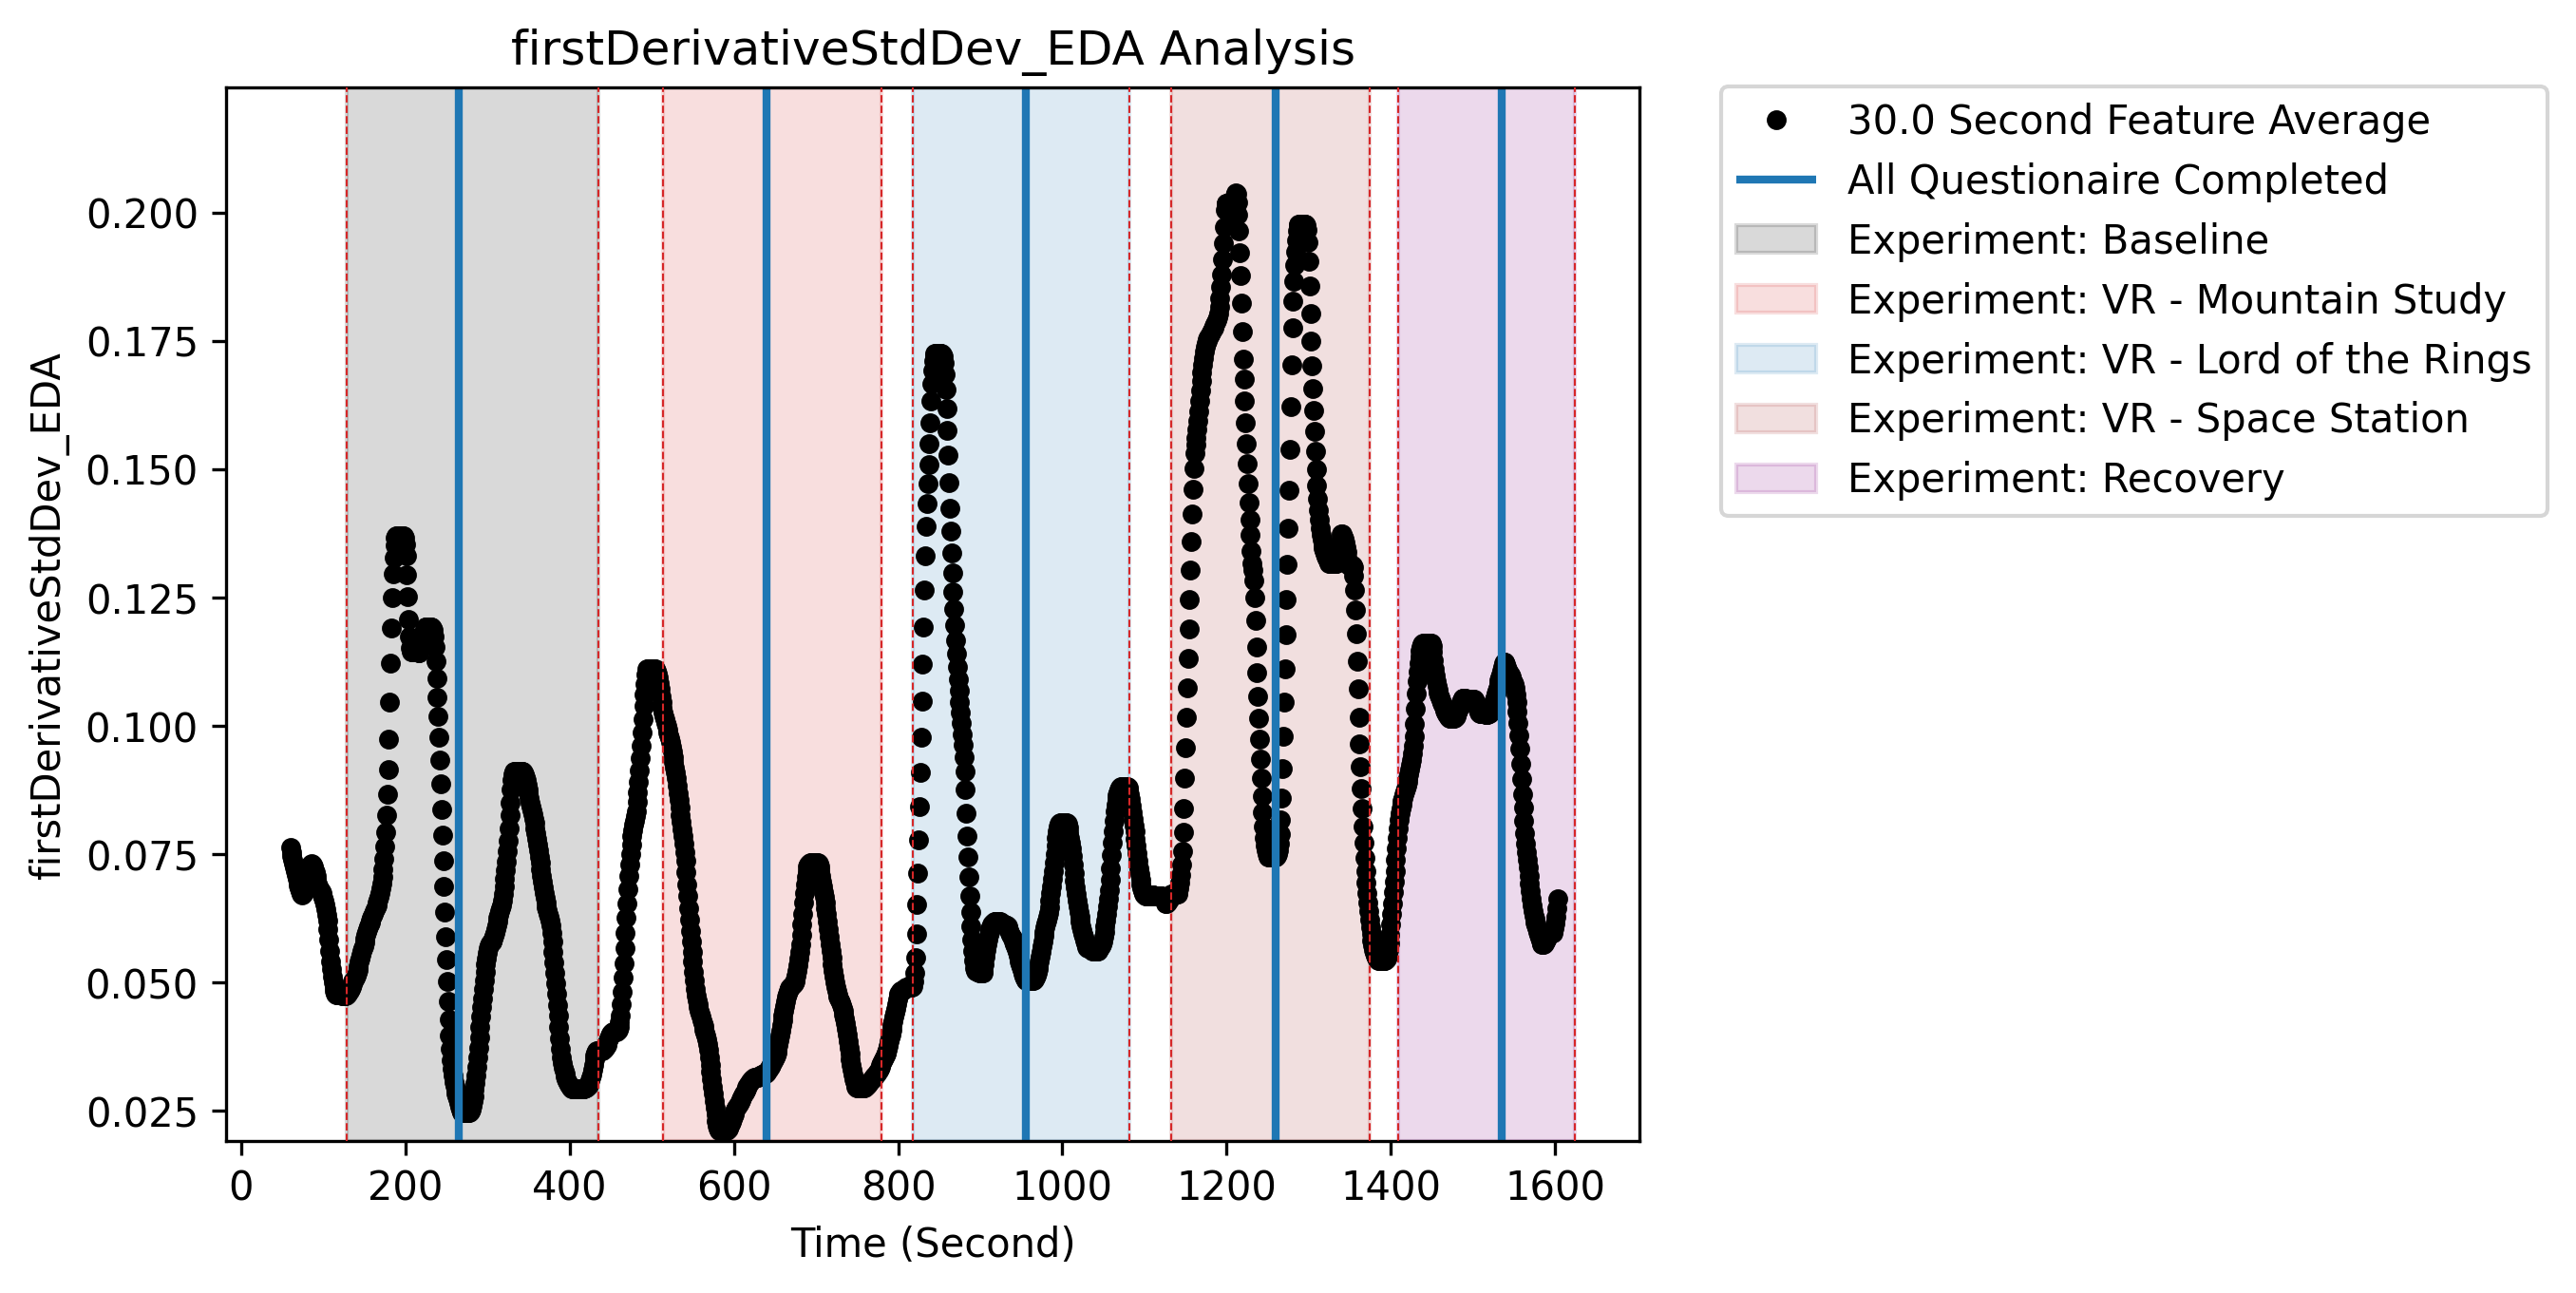 firstDerivativeStdDev_EDA Analysis
firstDerivativeStdDev_EDA
0.200
0.175
0.150
0.125
0.100
0.075
0.050
0.025
0
200
400
600
800
1000
1200
1400
1600
Time (Second)
30.0 Second Feature Average
All Questionaire Completed
Experiment: Baseline
Experiment: VR - Mountain Study
Experiment: VR - Lord of the Rings
Experiment: VR - Space Station
Experiment: Recovery